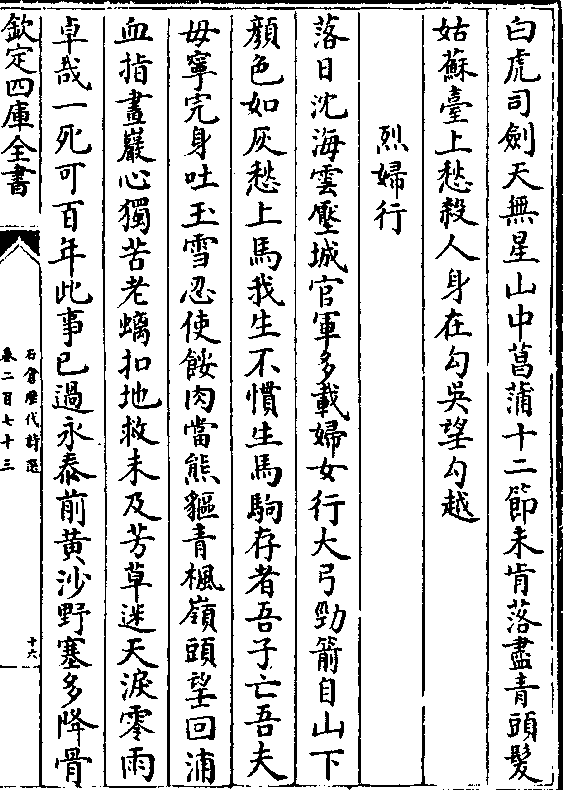 白虎司劍天無星山中菖蒲十二節未肯落盡青頭髮
姑蘇臺上愁殺人身在勾吳望勾越
烈婦行
落日沈海雲壓城官軍多載婦女行大弓勁箭自山下
顔色如灰愁上馬我生不慣生馬駒存者吾子亡吾夫
毋寧完身吐玉雪忍使餒肉當熊貙青楓嶺頭望回浦
血指畫巖心獨苦老螭扣地救未及芳草迷天淚零雨
卓哉一死可百年此事已過永泰前黄沙野塞多降骨
欽定四庫全書
石倉歷代詩選
卷二百七十三
十六